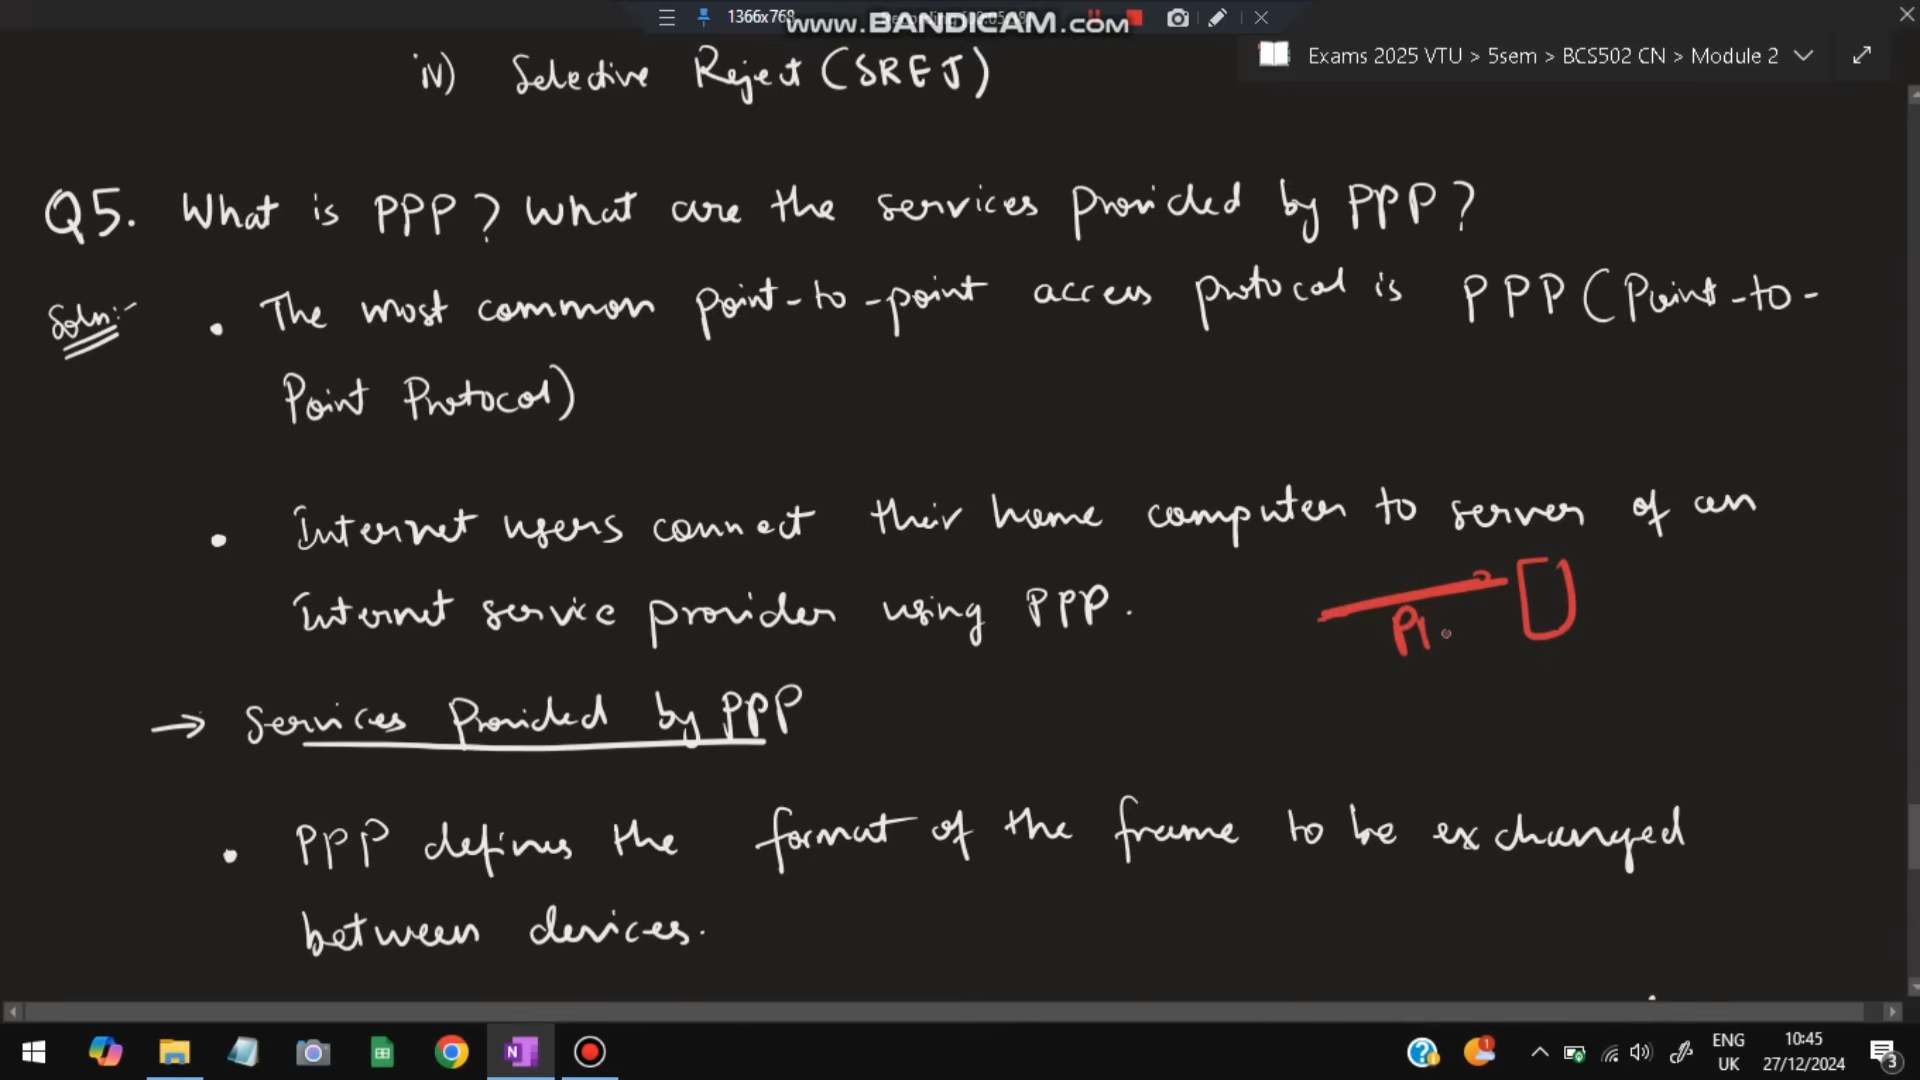 1366x768
www.BANDICAM.com
Exams 2025 VTU > 5sem > BCS502 CN > Module 2
iv) Selective Reject (SREJ)
Q5. What is PPP? What are the services provided by PPP?
Soln:-
• The most common point-to-point access protocol is PPP (Point-to-
Point Protocol)
• Internet users connect their home computer to server of an
Internet service provider using PPP.
→ Services Provided by PPP
• PPP defines the format of the frame to be exchanged
between devices.
ENG
UK
10:45
27/12/2024
1
3